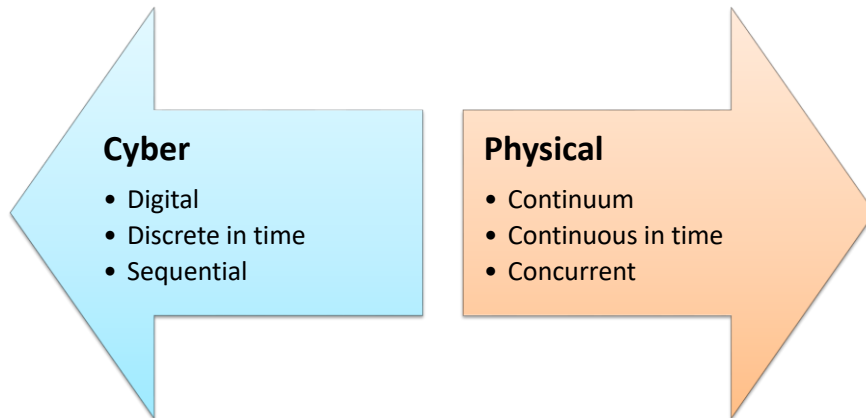 Cyber
• Digital
• Discrete in time
• Sequential
Physical
• Continuum
• Continuous in time
• Concurrent